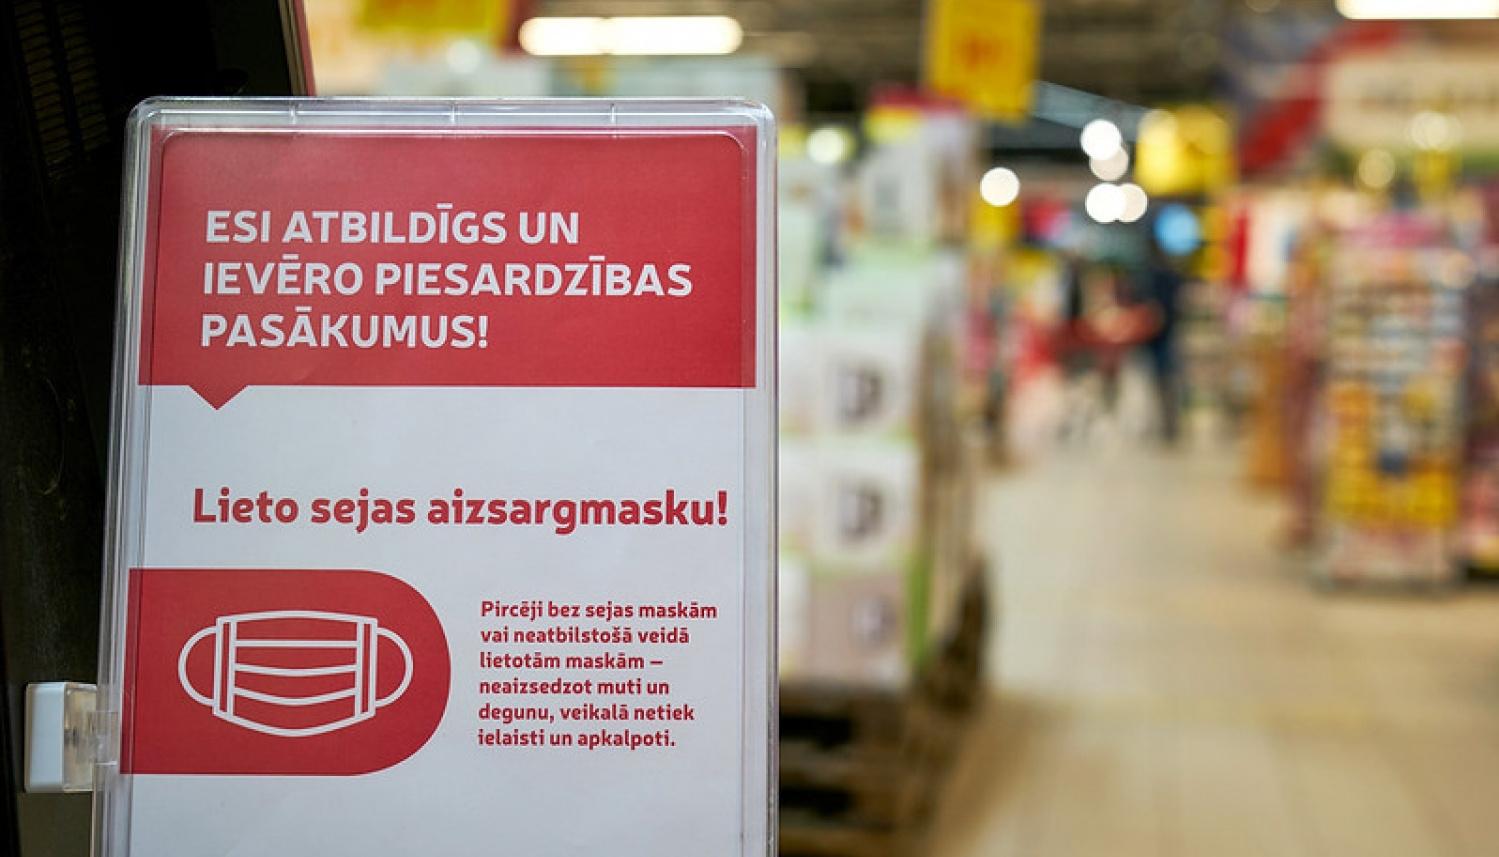 ESI ATBILDĪGS UN
IEVĒRO PIESARDZĪBAS
PASĀKUMUS!
Lieto sejas aizsargmasku!
Pircēji bez sejas maskām
vai neatbilstošā veidā
lietotām maskām –
neaizsedzot muti un
degunu, veikalā netiek
ielaisti un apkalpoti.